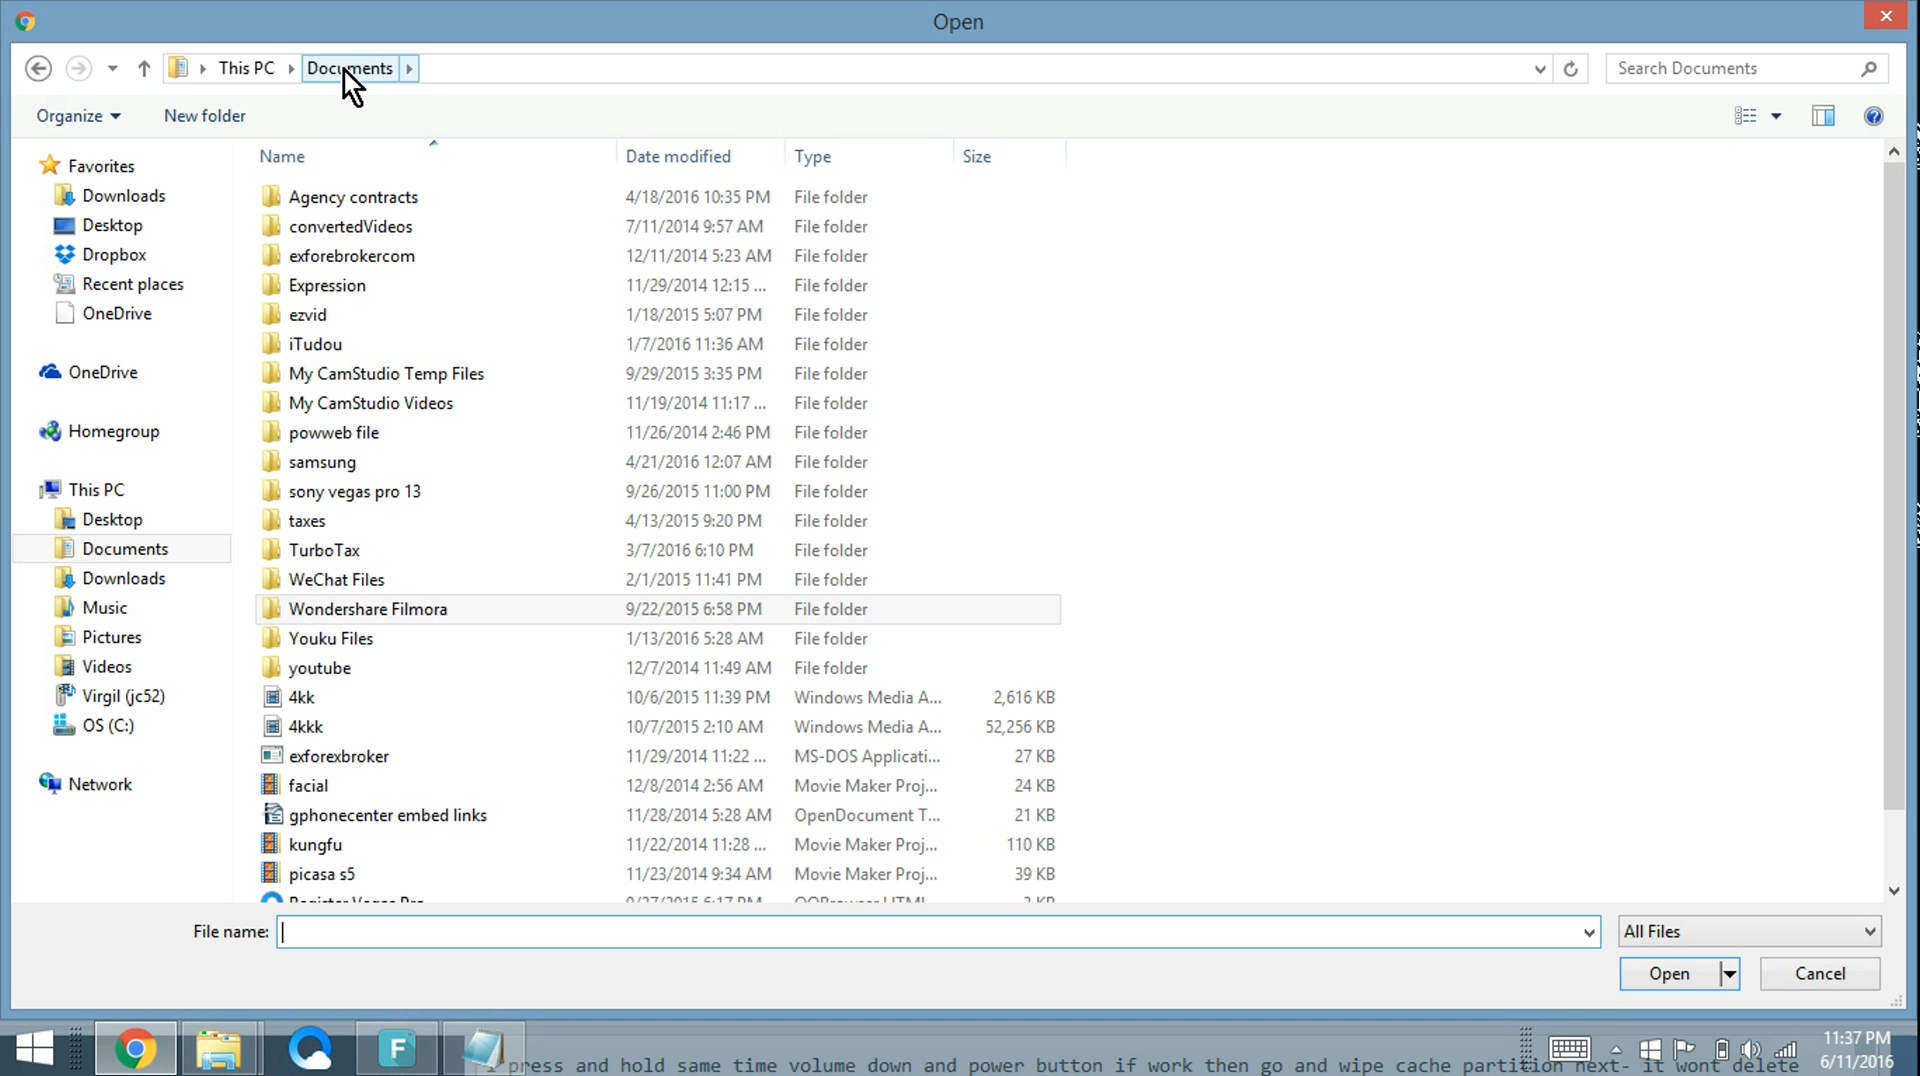 Open
This PC Documents
Search Documents
Organize New folder
Name Date modified Type Size
Favorites
Downloads
Desktop
Dropbox
Recent places
OneDrive
OneDrive
Homegroup
This PC
Desktop
Documents
Downloads
Music
Pictures
Videos
Virgil (jc52)
OS (C:)
Network
Agency contracts 4/18/2016 10:35 PM File folder
convertedVideos 7/11/2014 9:57 AM File folder
exforebrokercom 12/11/2014 5:23 AM File folder
Expression 11/29/2014 12:15 ... File folder
ezvid 1/18/2015 5:07 PM File folder
iTudou 1/7/2016 11:36 AM File folder
My CamStudio Temp Files 9/29/2015 3:35 PM File folder
My CamStudio Videos 11/19/2014 11:17 ... File folder
powweb file 11/26/2014 2:46 PM File folder
samsung 4/21/2016 12:07 AM File folder
sony vegas pro 13 9/26/2015 11:00 PM File folder
taxes 4/13/2015 9:20 PM File folder
TurboTax 3/7/2016 6:10 PM File folder
WeChat Files 2/1/2015 11:41 PM File folder
Wondershare Filmora 9/22/2015 6:58 PM File folder
Youku Files 1/13/2016 5:28 AM File folder
youtube 12/7/2014 11:49 AM File folder
4kk 10/6/2015 11:39 PM Windows Media A... 2,616 KB
4kkk 10/7/2015 2:10 AM Windows Media A... 52,256 KB
exforexbroker 11/29/2014 11:22 ... MS-DOS Applicati... 27 KB
facial 12/8/2014 2:56 AM Movie Maker Proj... 24 KB
gphonecenter embed links 11/28/2014 5:28 AM OpenDocument T... 21 KB
kungfu 11/22/2014 11:28 ... Movie Maker Proj... 110 KB
picasa s5 11/23/2014 9:34 AM Movie Maker Proj... 39 KB
File name: All Files
Open Cancel
press and hold same time volume down and power button if work then go and wipe cache partition next- it wont delete
11:37 PM
6/11/2016